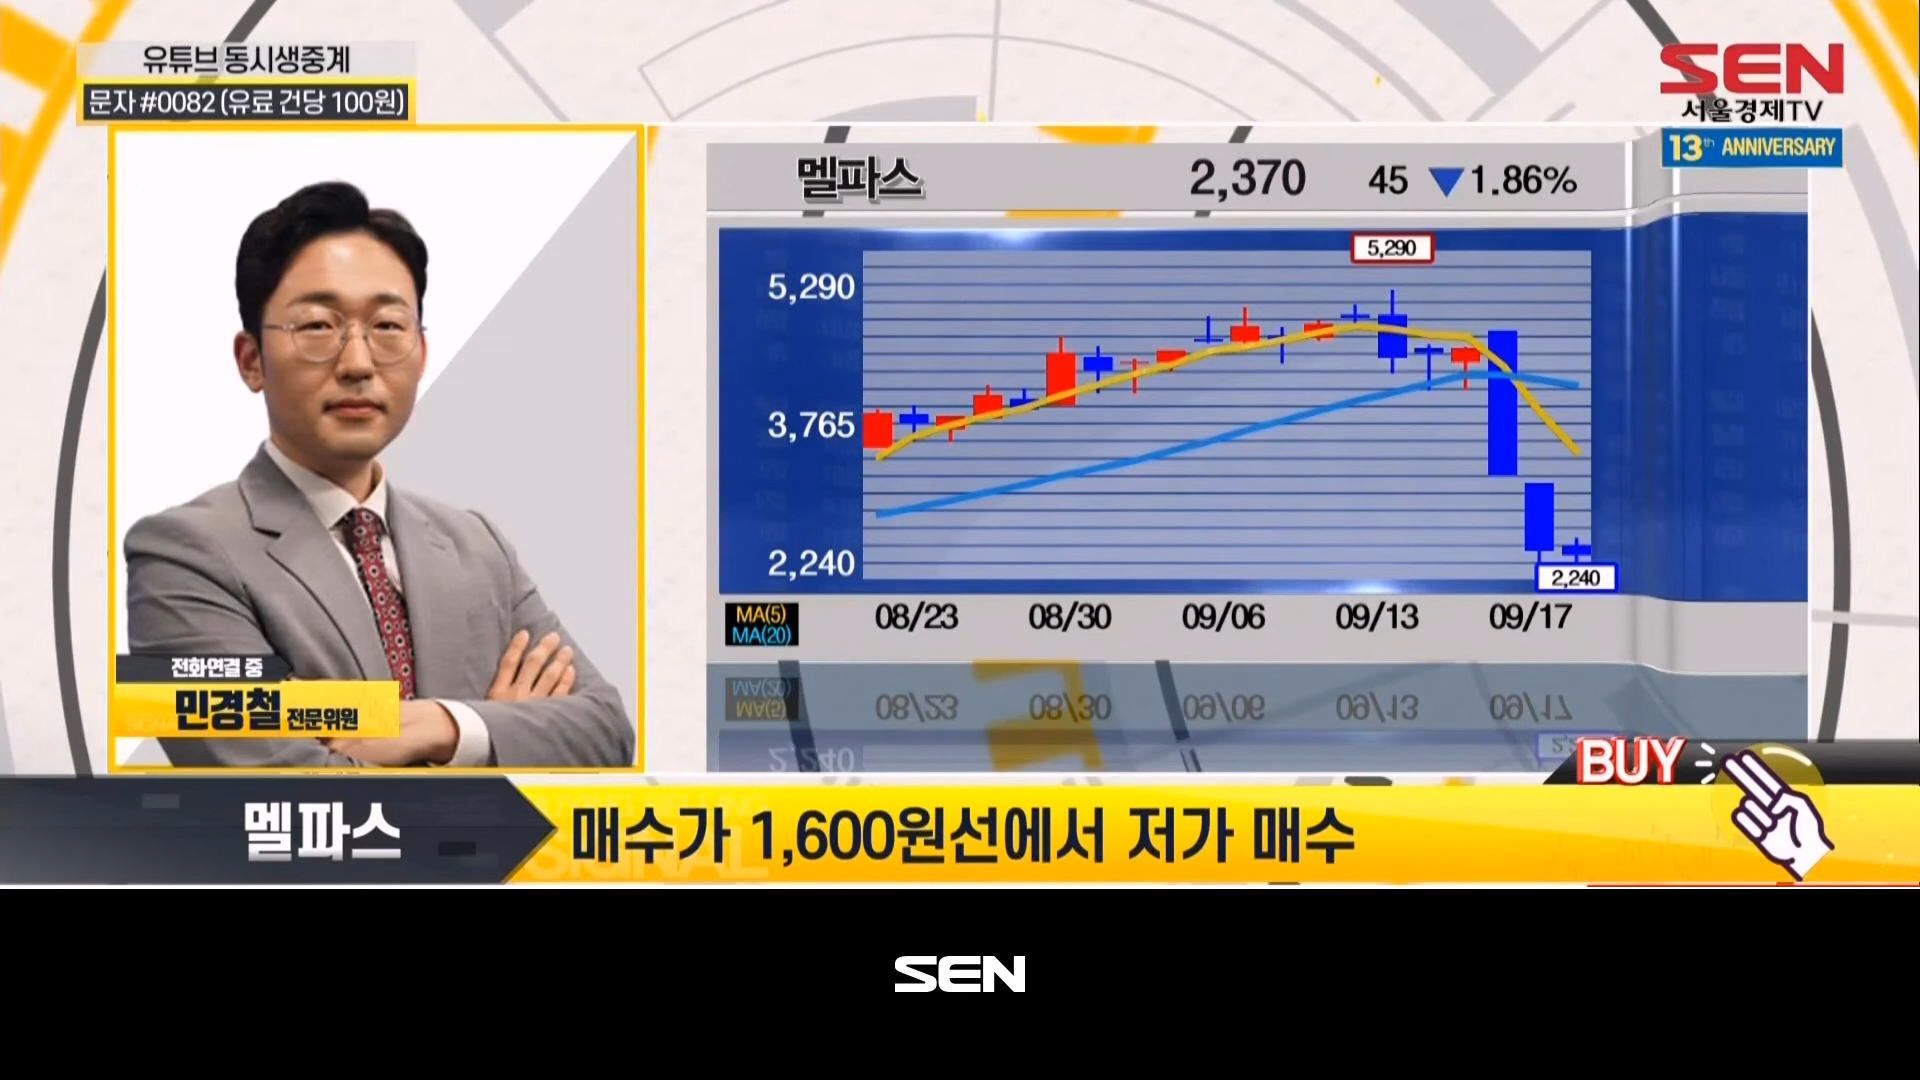 유튜브 동시생중계
문자 #0082 (유료 건당 100원)
SEN
서울경제TV
13th ANNIVERSARY
멜파스 2,370 45 ▼1.86%
5,290
5,290
3,765
2,240
2,240
MA(5)
MA(20)
08/23 08/30 09/06 09/13 09/17
전화연결 중
민경철 전문위원
BUY
멜파스 매수가 1,600원선에서 저가 매수
SEN